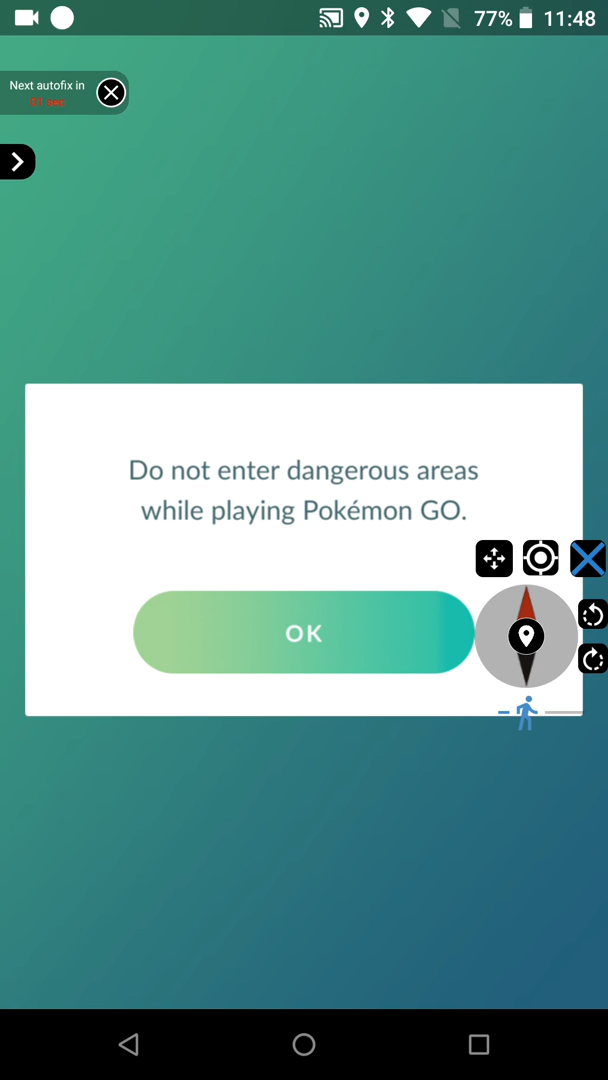 77% 11:48
Next autofix in
01 sec
Do not enter dangerous areas
while playing Pokémon GO.
OK